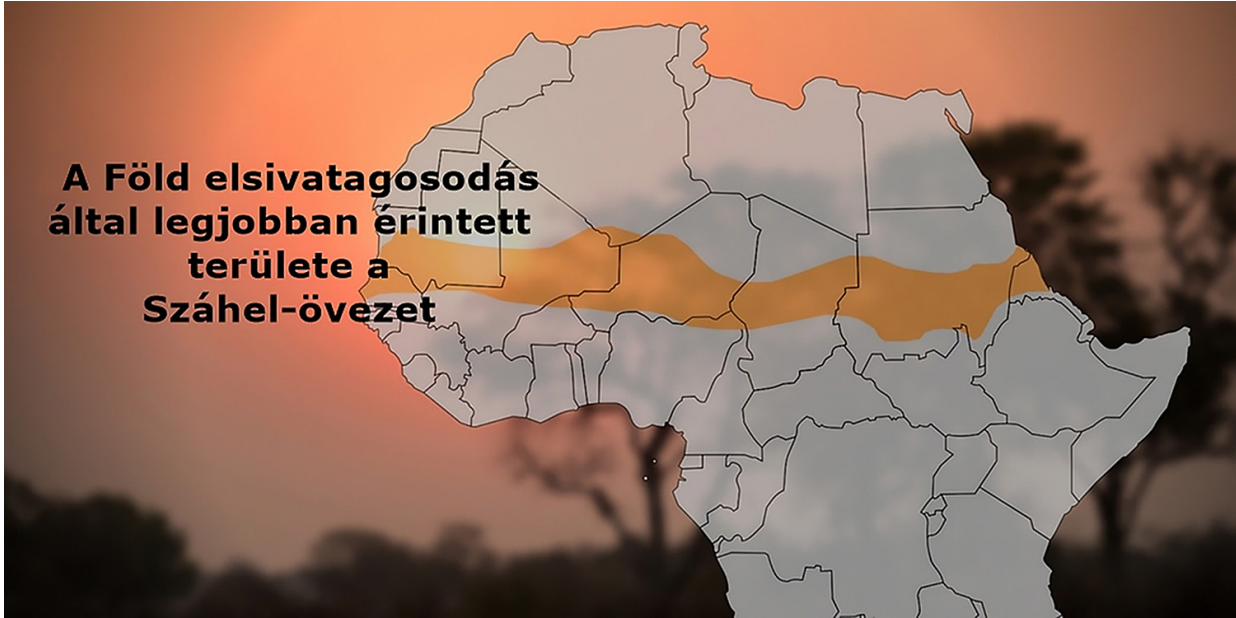 A Föld elsivatagosodás
által legjobban érintett
területe a
Száhel-övezet